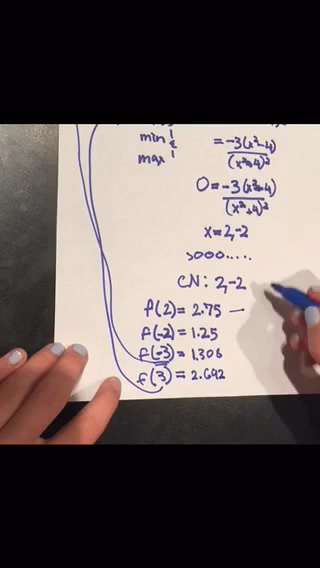 min &
max
= -3(x²-4)
(x²+4)²
0= -3(x²-4)
(x²+4)²
x=2,-2
sooo....
CN: 2,-2
f(2) = 2.75 —
f(-2) = 1.25
f(-3) = 1.306
f(3) = 2.692